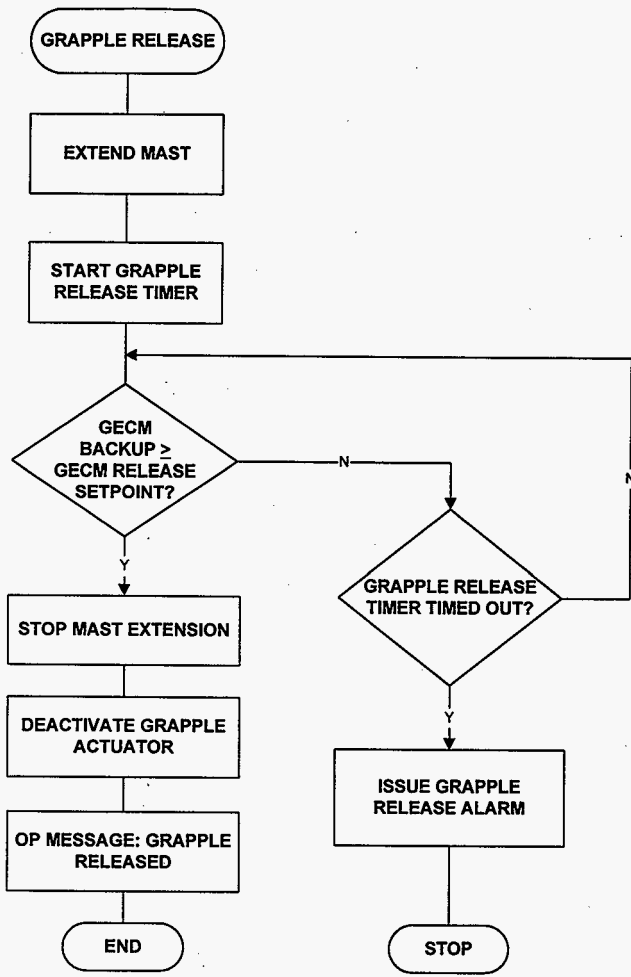 GRAPPLE RELEASE
EXTEND MAST
START GRAPPLE
RELEASE TIMER
GECM
BACKUP ≥
GECM RELEASE
SETPOINT?
N
N
Y
GRAPPLE RELEASE
TIMER TIMED OUT?
STOP MAST EXTENSION
Y
DEACTIVATE GRAPPLE
ACTUATOR
ISSUE GRAPPLE
RELEASE ALARM
OP MESSAGE: GRAPPLE
RELEASED
END
STOP